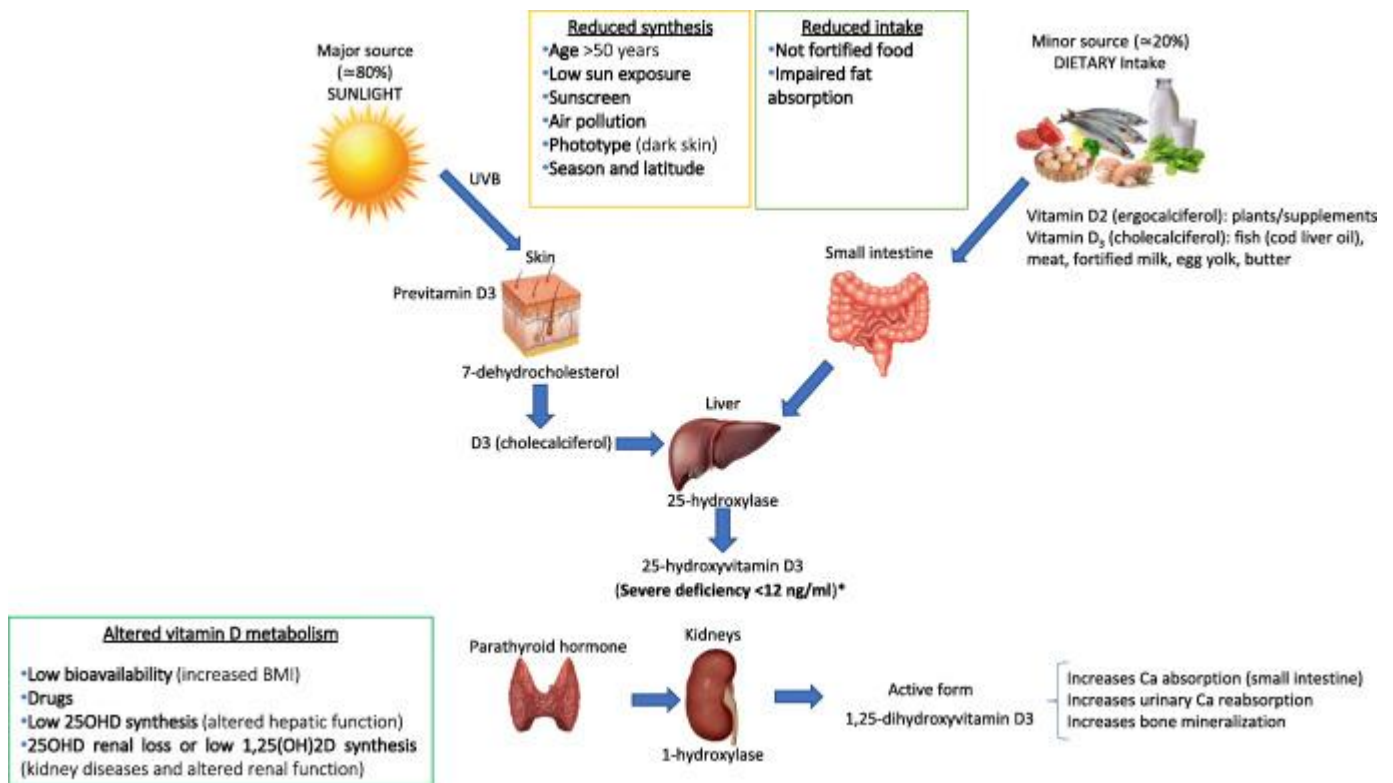 Major source
(≃80%)
SUNLIGHT
UVB
Reduced synthesis
•Age >50 years
•Low sun exposure
•Sunscreen
•Air pollution
•Phototype (dark skin)
•Season and latitude
Reduced intake
•Not fortified food
•Impaired fat
absorption
Minor source (≃20%)
DIETARY Intake
Vitamin D2 (ergocalciferol): plants/supplements
Vitamin D₃ (cholecalciferol): fish (cod liver oil),
meat, fortified milk, egg yolk, butter
Skin
Previtamin D3
7-dehydrocholesterol
D3 (cholecalciferol)
Small intestine
Liver
25-hydroxylase
25-hydroxyvitamin D3
(Severe deficiency <12 ng/ml)*
Altered vitamin D metabolism
•Low bioavailability (increased BMI)
•Drugs
•Low 25OHD synthesis (altered hepatic function)
•25OHD renal loss or low 1,25(OH)2D synthesis
(kidney diseases and altered renal function)
Parathyroid hormone
Kidneys
1-hydroxylase
Active form
1,25-dihydroxyvitamin D3
Increases Ca absorption (small intestine)
Increases urinary Ca reabsorption
Increases bone mineralization